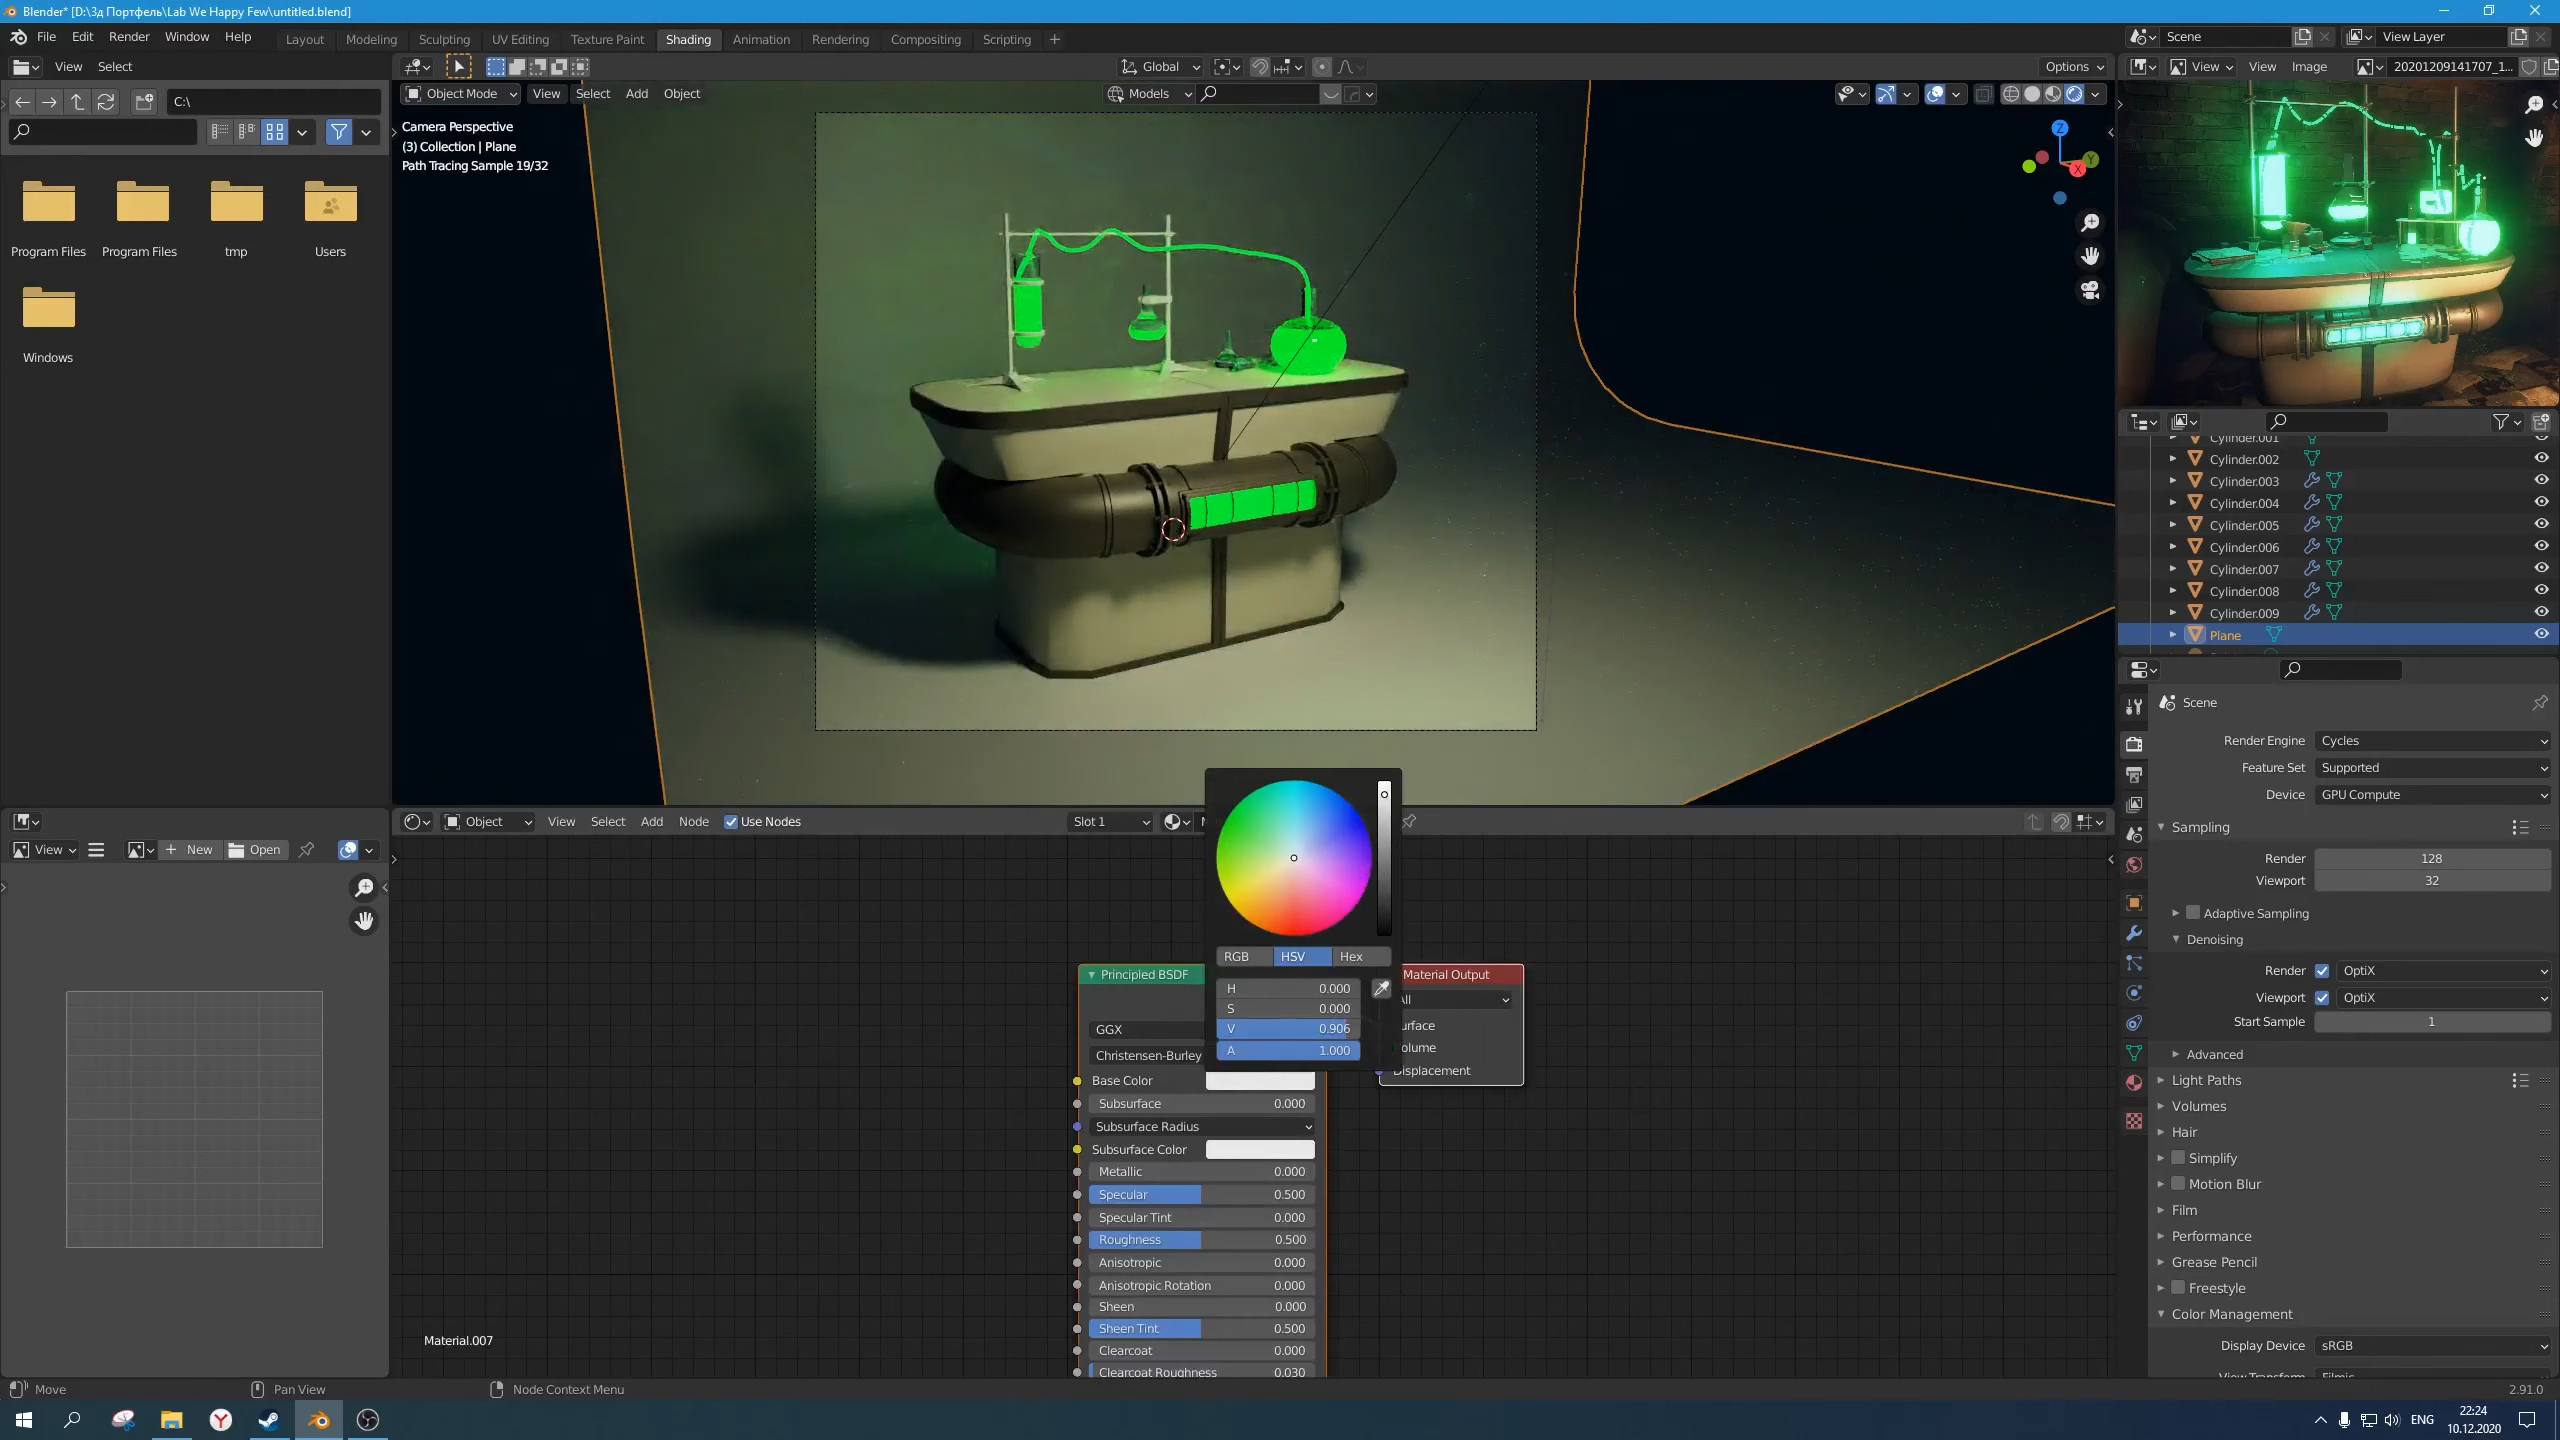 Blender* [D:\3д Портфель\Lab We Happy Few\untitled.blend]
File Edit Render Window Help
Layout Modeling Sculpting UV Editing Texture Paint Shading Animation Rendering Compositing Scripting
Scene
View Layer
View Select
Global
Options
View View Image 20201209141707_1...
C:\
Object Mode View Select Add Object
Models
Camera Perspective
(3) Collection | Plane
Path Tracing Sample 19/32
Z
Y
X
Program Files
Program Files
tmp
Users
Windows
Cylinder.001
Cylinder.002
Cylinder.003
Cylinder.004
Cylinder.005
Cylinder.006
Cylinder.007
Cylinder.008
Cylinder.009
Plane
Scene
Render Engine Cycles
Feature Set Supported
Device GPU Compute
Sampling
Render 128
Viewport 32
Adaptive Sampling
Denoising
Render OptiX
Viewport OptiX
Start Sample 1
Advanced
Light Paths
Volumes
Hair
Simplify
Motion Blur
Film
Performance
Grease Pencil
Freestyle
Color Management
Display Device sRGB
View New Open
Object View Select Add Node Use Nodes Slot 1
RGB HSV Hex
H 0.000
S 0.000
V 0.906
A 1.000
Principled BSDF
GGX
Christensen-Burley
Base Color
Subsurface 0.000
Subsurface Radius
Subsurface Color
Metallic 0.000
Specular 0.500
Specular Tint 0.000
Roughness 0.500
Anisotropic 0.000
Anisotropic Rotation 0.000
Sheen 0.000
Sheen Tint 0.500
Clearcoat 0.000
Clearcoat Roughness 0.030
Material Output
Displacement
Material.007
Move Pan View Node Context Menu
2.91.0
ENG
22:24
10.12.2020